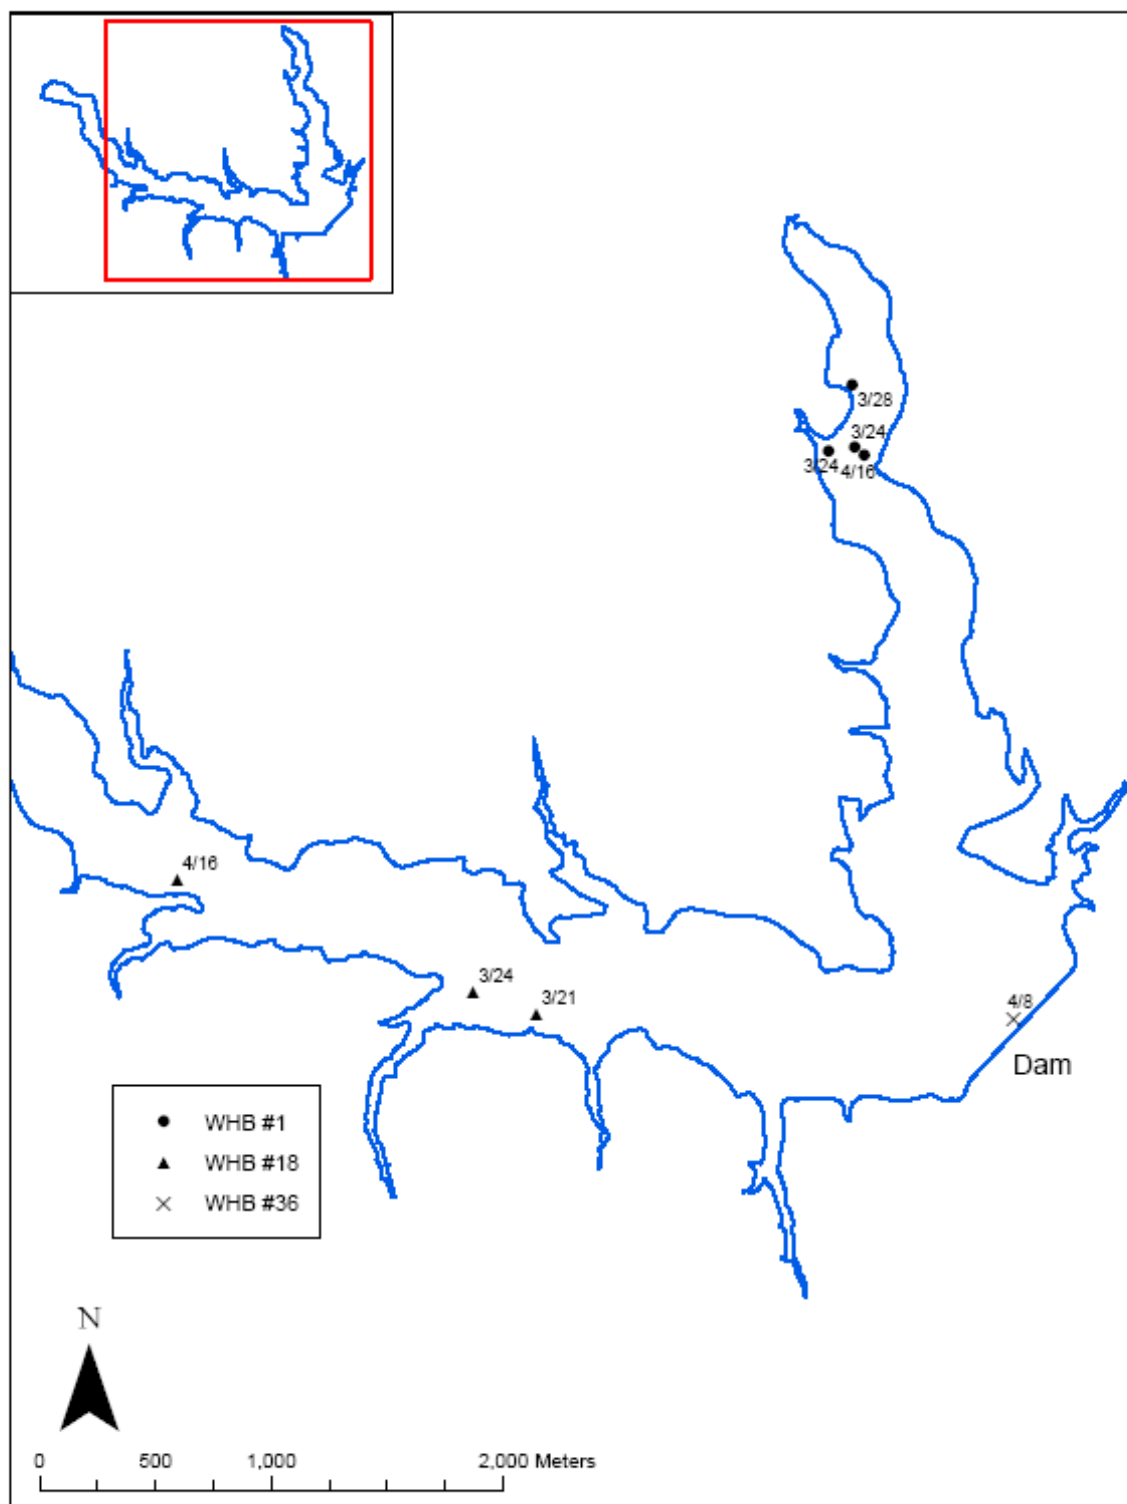 3/28
3/24
3/24
4/16
4/16
3/24
3/21
4/8
Dam
WHB #1
WHB #18
WHB #36
N
0 500 1,000 2,000 Meters